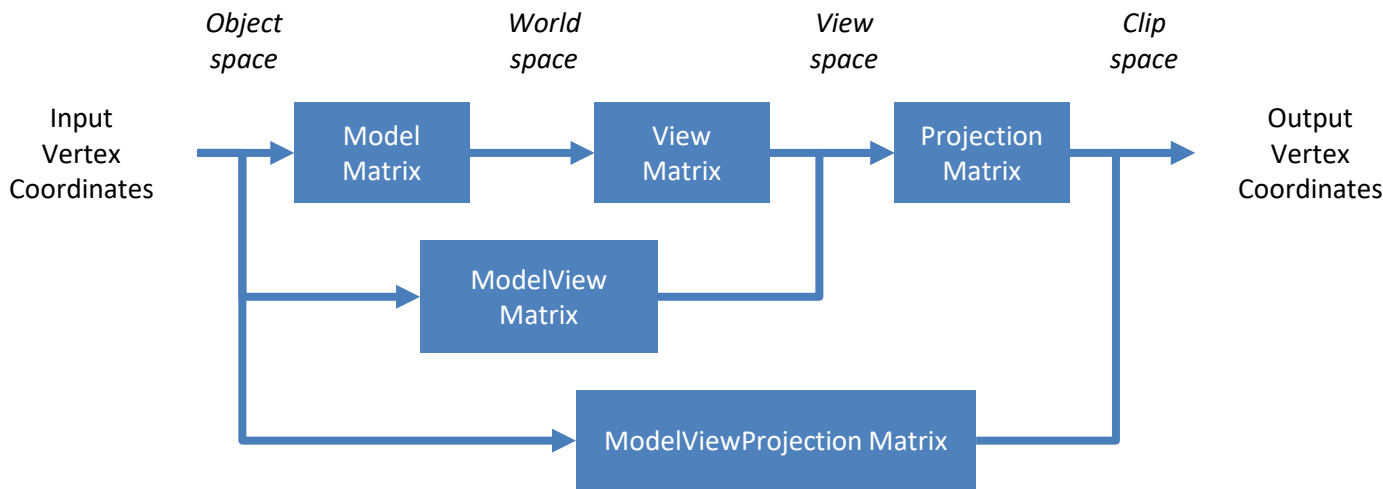 Object
space
World
space
View
space
Clip
space
Input
Vertex
Coordinates
Model
Matrix
View
Matrix
Projection
Matrix
Output
Vertex
Coordinates
ModelView
Matrix
ModelViewProjection Matrix